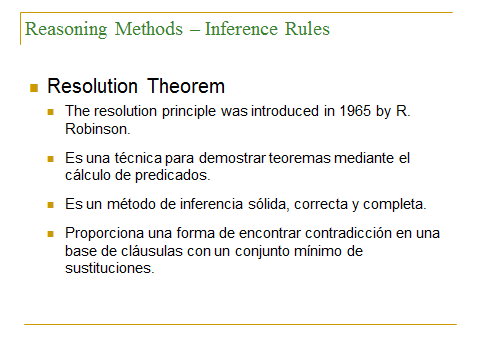 Reasoning Methods – Inference Rules
Resolution Theorem
The resolution principle was introduced in 1965 by R.
Robinson.
Es una técnica para demostrar teoremas mediante el
cálculo de predicados.
Es un método de inferencia sólida, correcta y completa.
Proporciona una forma de encontrar contradicción en una
base de cláusulas con un conjunto mínimo de
sustituciones.